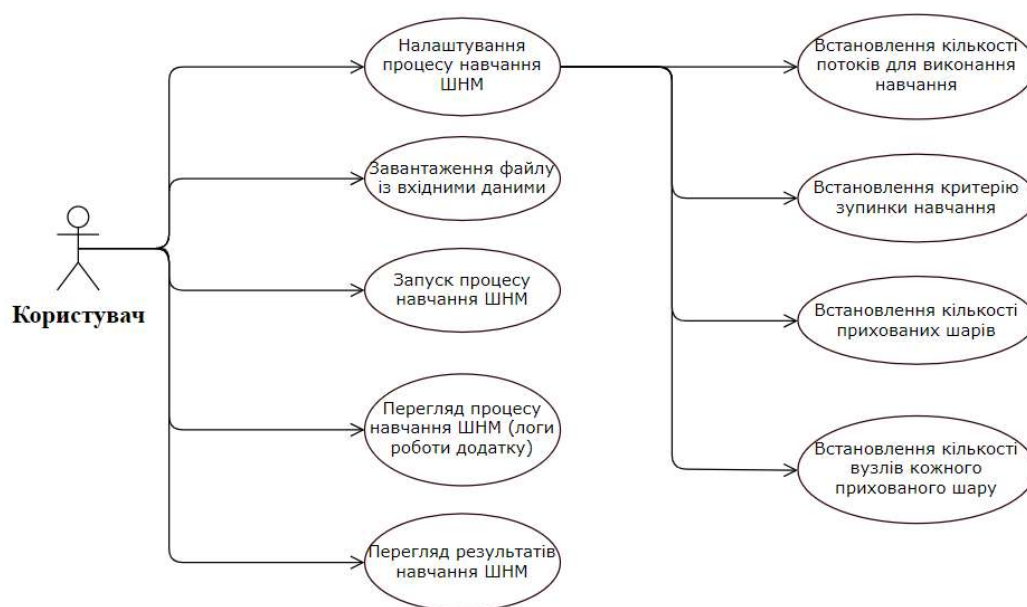 Налаштування
процесу навчання
ШНМ
Встановлення кількості
потоків для виконання
навчання
Завантаження файлу
із вхідними даними
Встановлення критерію
зупинки навчання
Користувач
Запуск процесу
навчання ШНМ
Встановлення кількості
прихованих шарів
Перегляд процесу
навчання ШНМ (логи
роботи додатку)
Встановлення кількості
вузлів кожного
прихованого шару
Перегляд результатів
навчання ШНМ